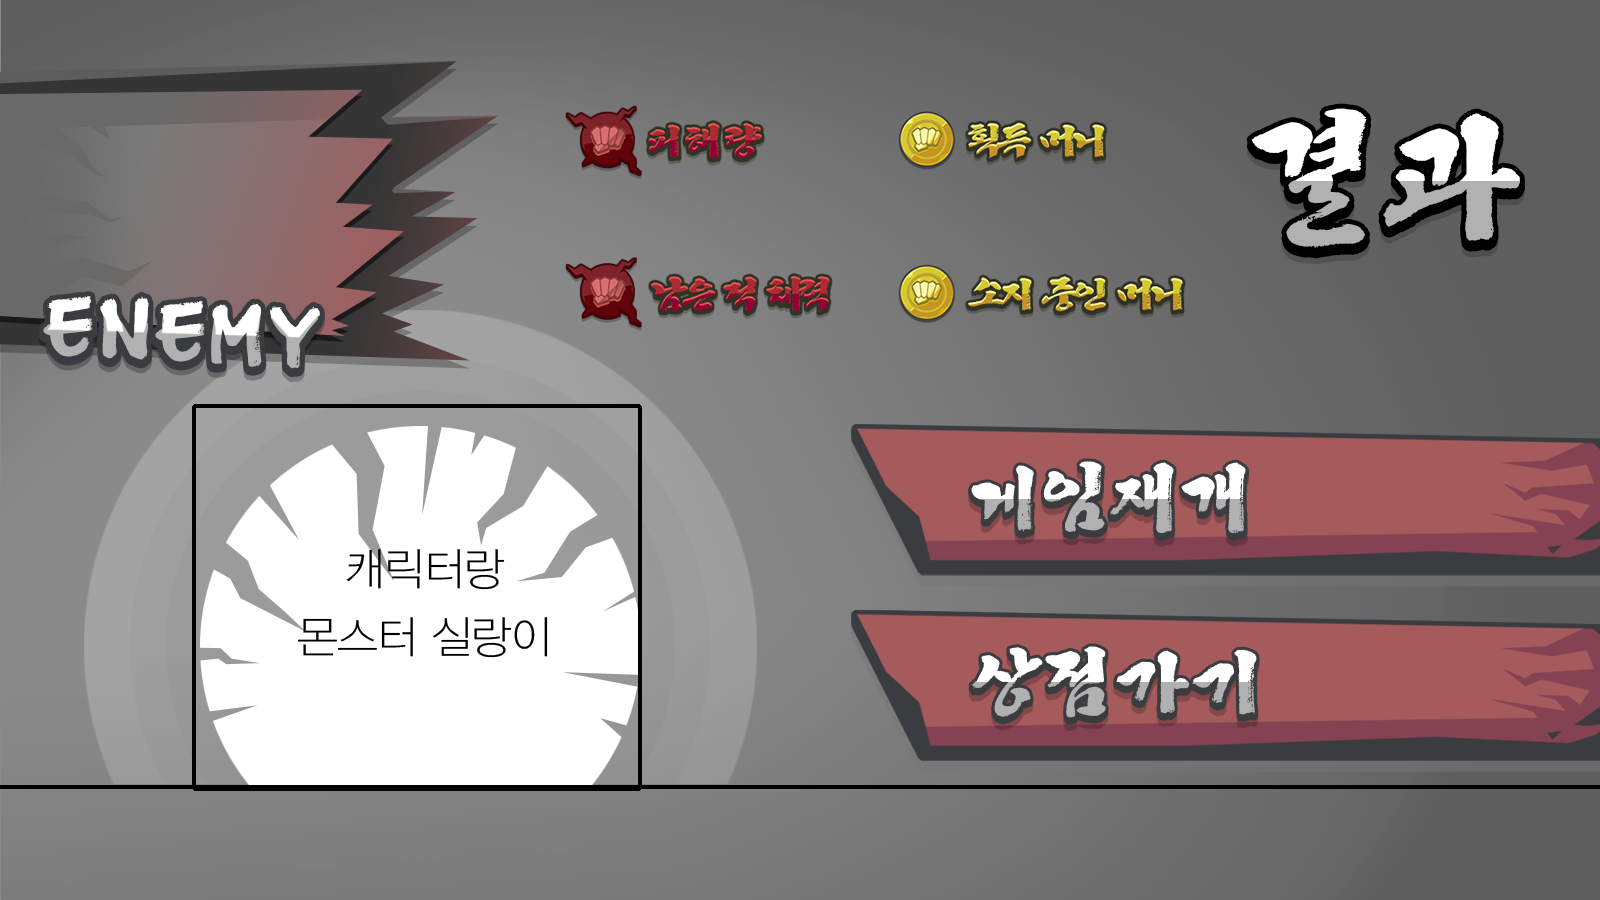 피해량
획득 머니
결과
남은 적 체력
소지 중인 머니
ENEMY
게임재개
캐릭터랑
몬스터 실랑이
상점가기